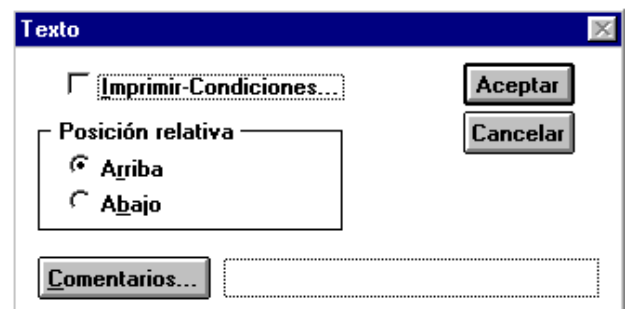 Texto
Imprimir-Condiciones...
Aceptar
Posición relativa
Cancelar
Arriba
Abajo
Comentarios...